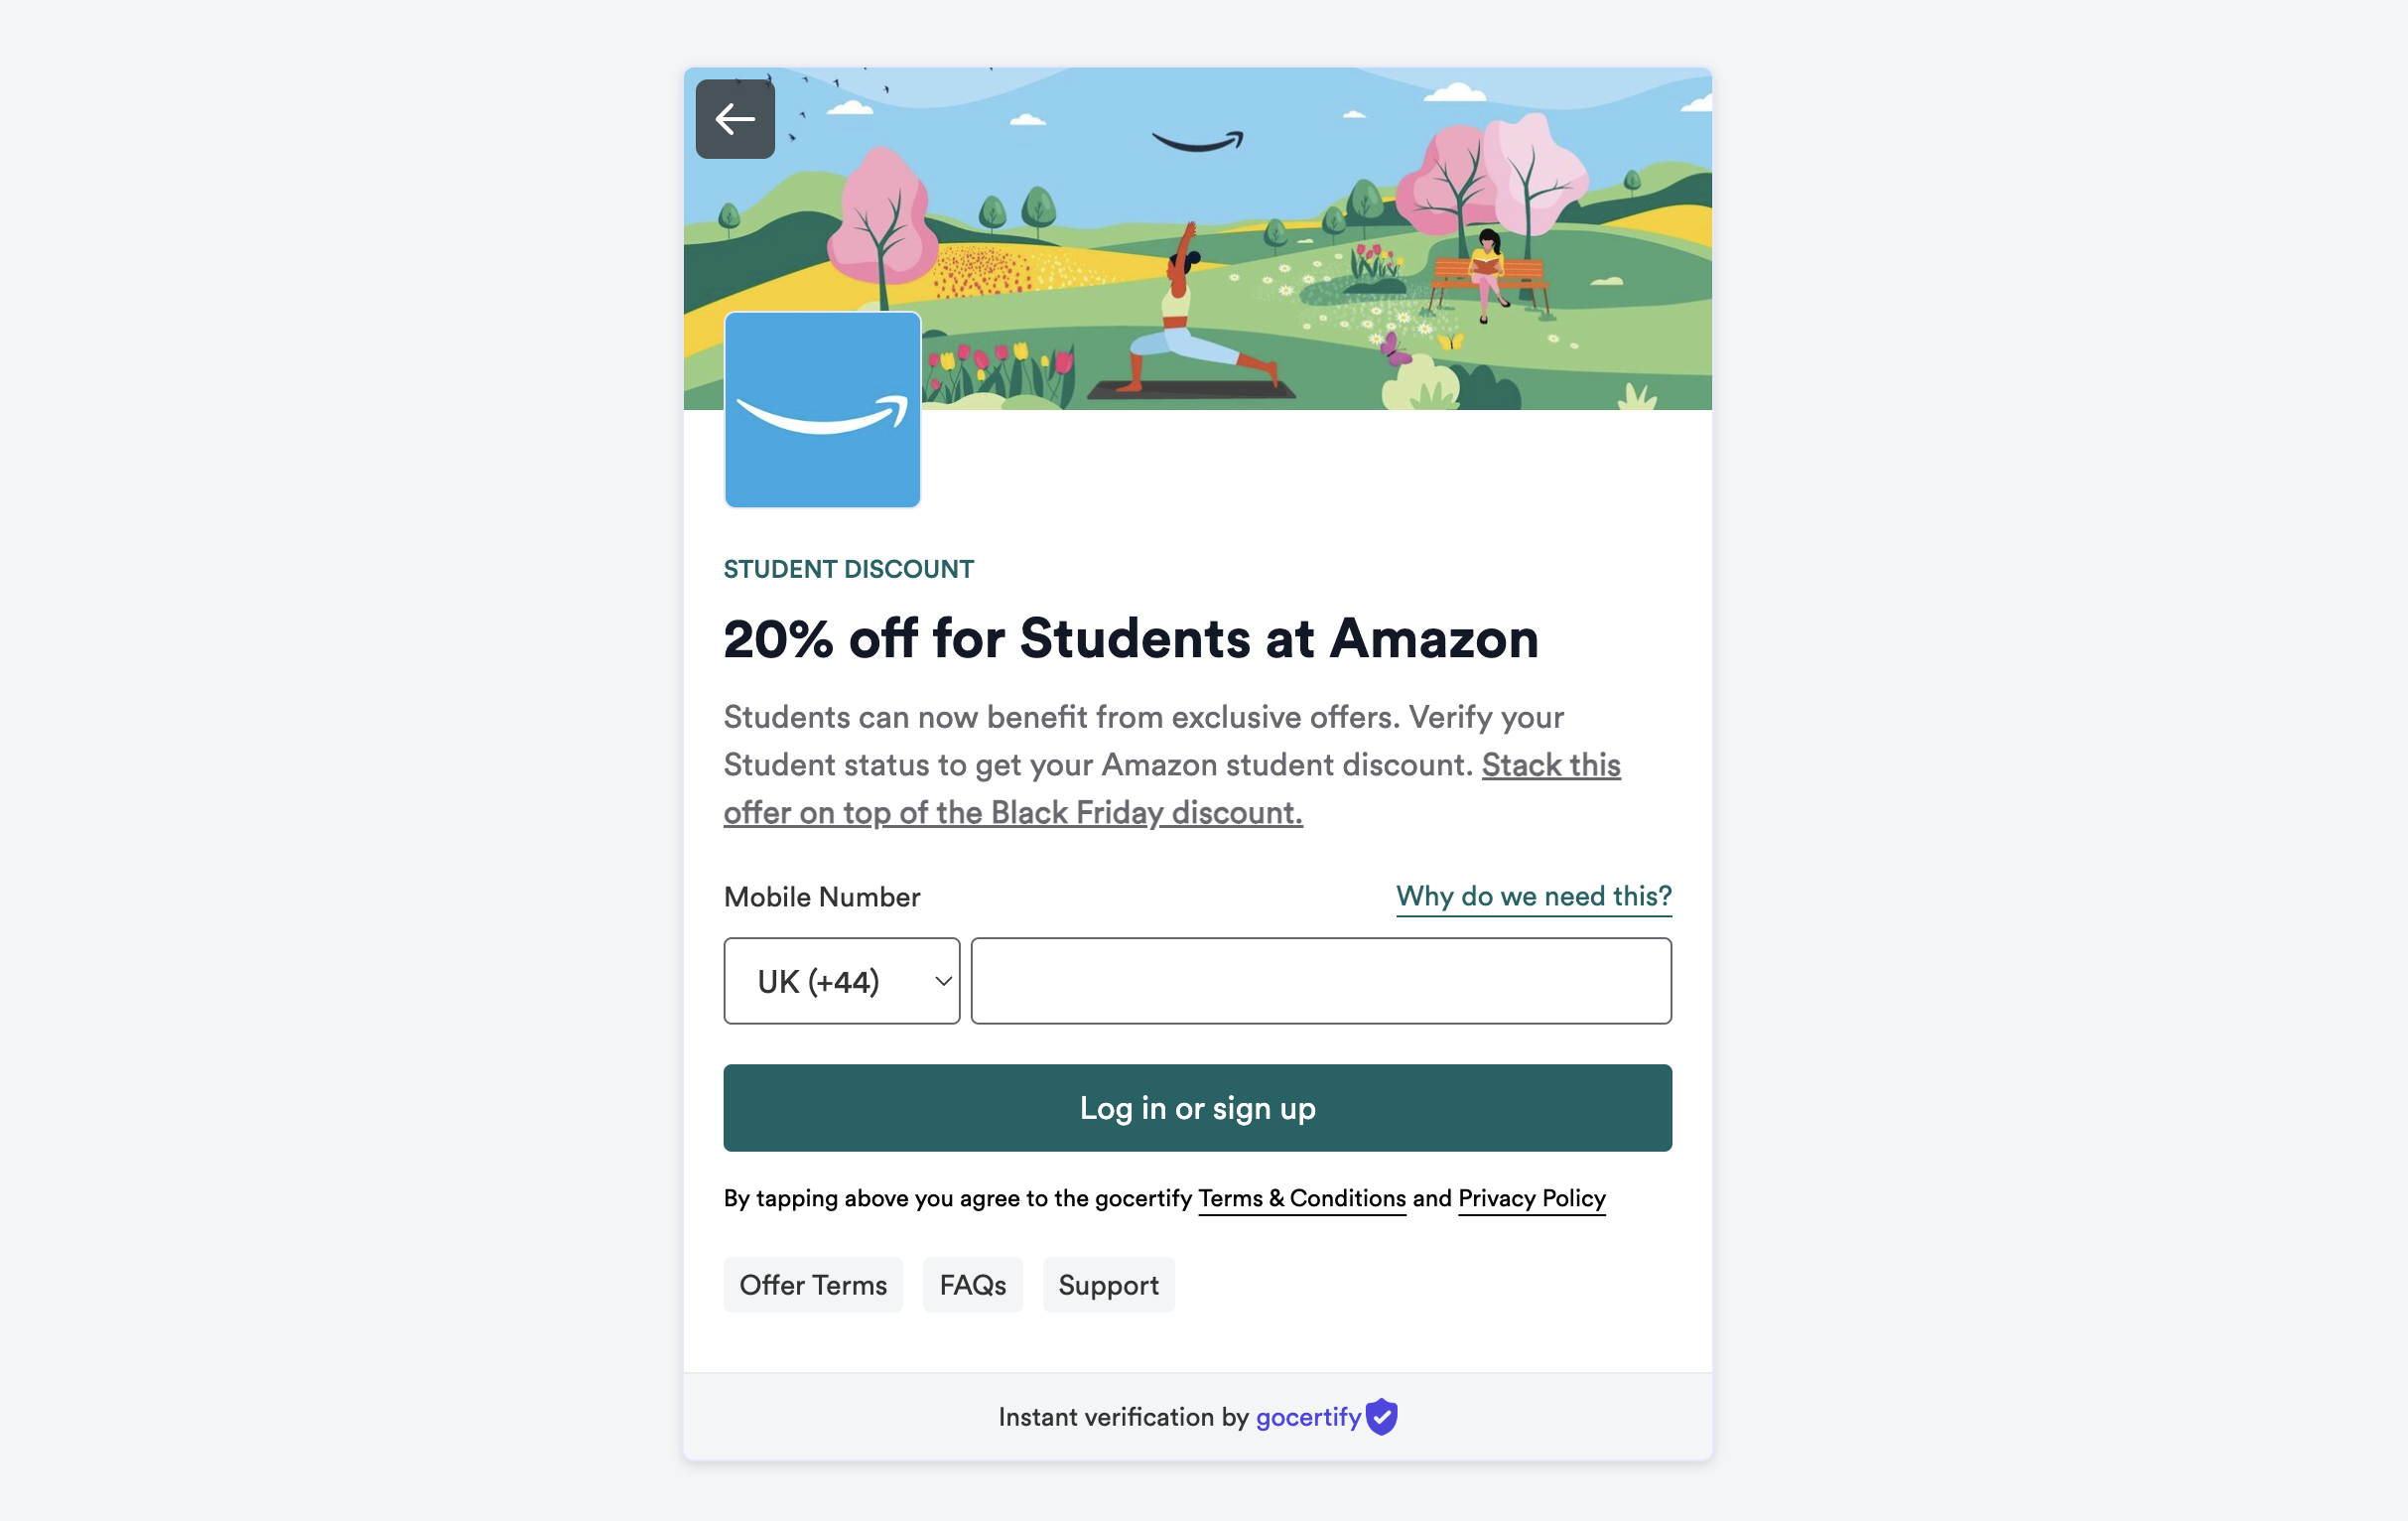 STUDENT DISCOUNT
20% off for Students at Amazon
Students can now benefit from exclusive offers. Verify your
Student status to get your Amazon student discount. Stack this
offer on top of the Black Friday discount.
Mobile Number
Why do we need this?
UK (+44)
Log in or sign up
By tapping above you agree to the gocertify Terms & Conditions and Privacy Policy
Offer Terms
FAQs
Support
Instant verification by gocertify